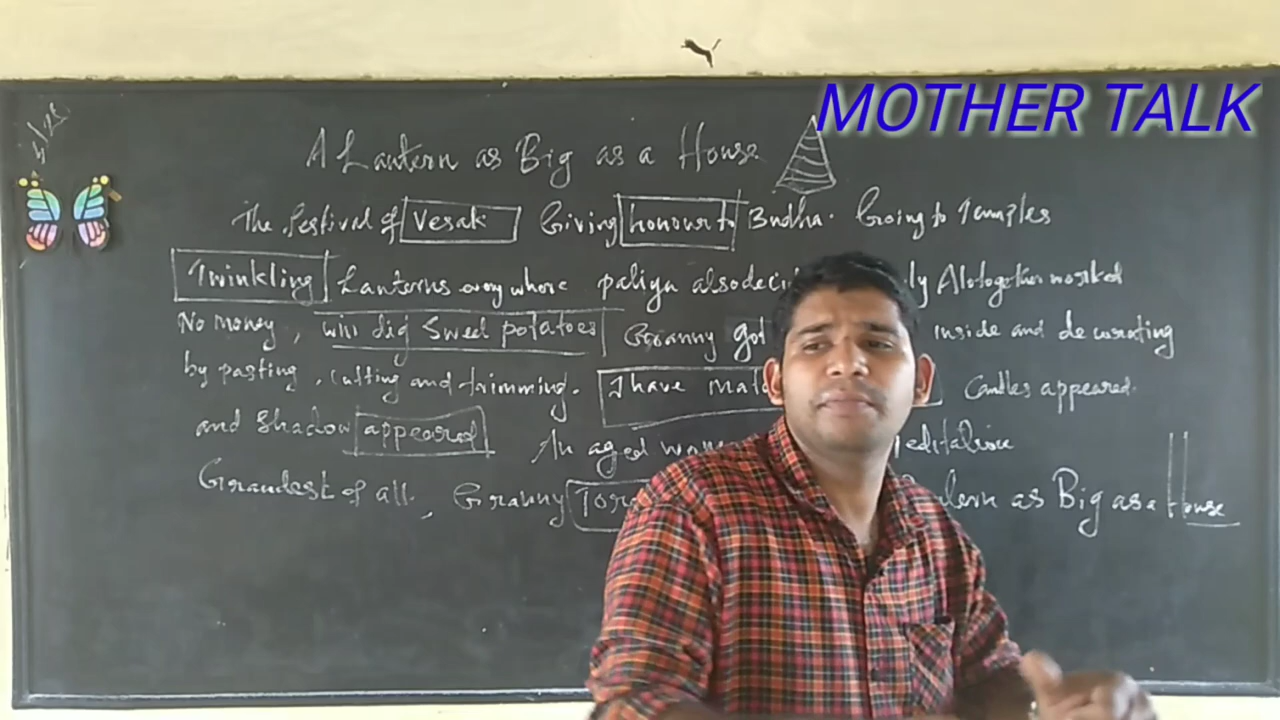 MOTHER TALK
A Lantern as Big as a House
The festival of Vesak Giving honour to Budha. Going to Temples
Twinkling Lanterns everywhere paliya also Altogether worked
No money, will dig Sweet potatoes Granny got inside and decorating
by pasting, cutting and trimming. I have Candles appeared.
and Shadow appeared An aged
Grandest of all, Granny as Big as a House